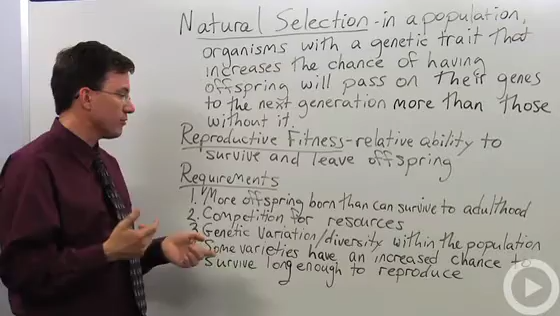 Natural Selection-in a population,
organisms with a genetic trait that
increases the chance of having
offspring will pass on their genes
to the next generation more than those
without it.
Reproductive Fitness-relative ability to
survive and leave offspring
Requirements
1. More offspring born than can survive to adulthood
2. Competition for resources
3. Genetic Variation/diversity within the population
Some varieties have an increased chance to
survive long enough to reproduce